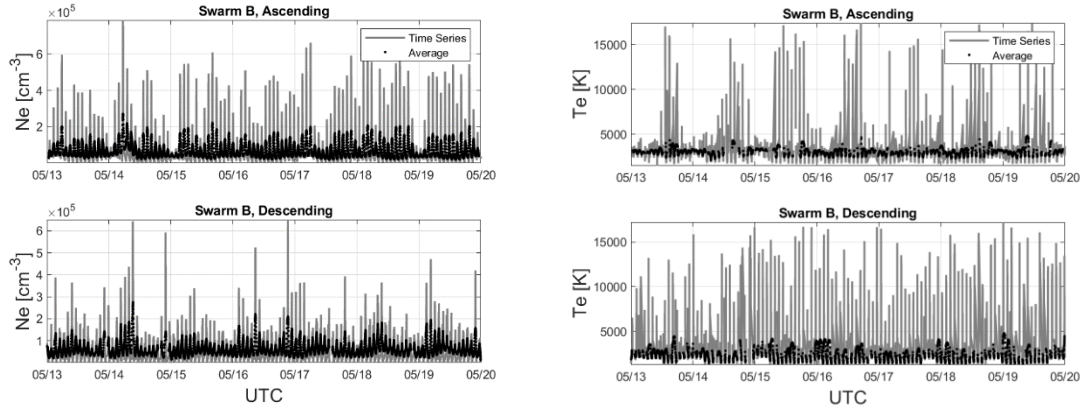 Swarm B, Ascending
×10⁵
Ne [cm⁻³]
6
4
2
Time Series
Average
05/13 05/14 05/15 05/16 05/17 05/18 05/19 05/20
Swarm B, Descending
×10⁵
Ne [cm⁻³]
6
5
4
3
2
1
05/13 05/14 05/15 05/16 05/17 05/18 05/19 05/20
UTC
Swarm B, Ascending
Te [K]
15000
10000
5000
Time Series
Average
05/13 05/14 05/15 05/16 05/17 05/18 05/19 05/20
Swarm B, Descending
Te [K]
15000
10000
5000
05/13 05/14 05/15 05/16 05/17 05/18 05/19 05/20
UTC